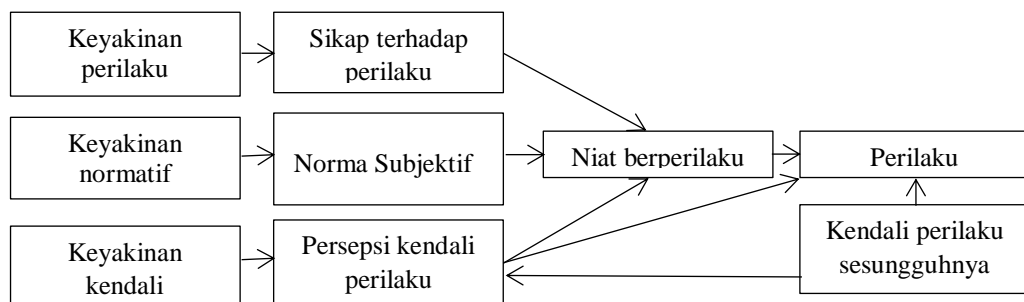 Keyakinan
perilaku
Sikap terhadap
perilaku
Keyakinan
normatif
Norma Subjektif
Niat berperilaku
Perilaku
Keyakinan
kendali
Persepsi kendali
perilaku
Kendali perilaku
sesungguhnya